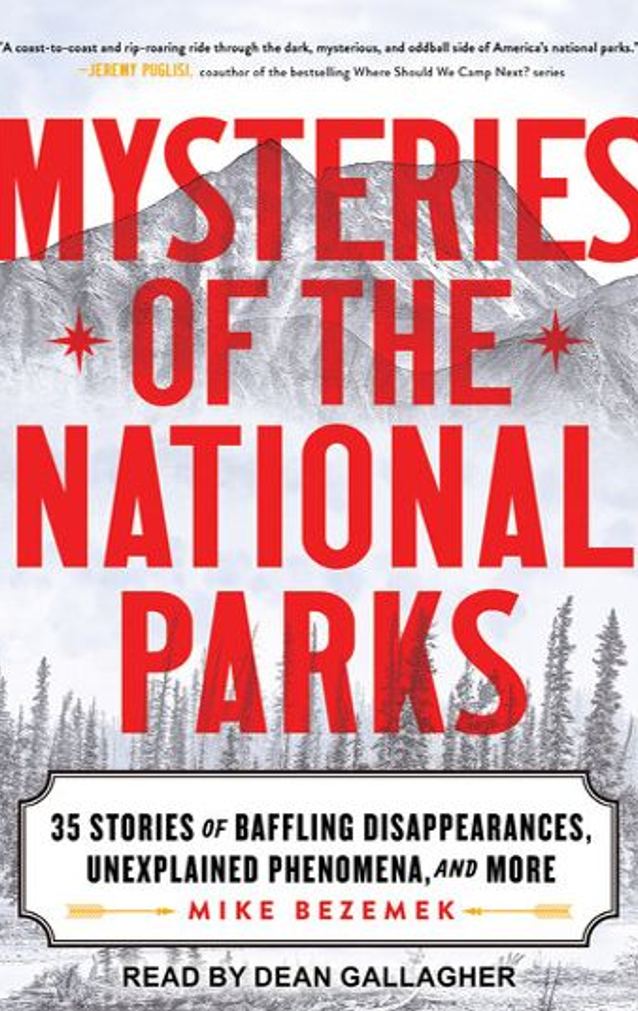 "A coast-to-coast and rip-roaring ride through the dark, mysterious, and oddball side of America's national parks."
—JEREMY PUGLISI, coauthor of the bestselling Where Should We Camp Next? series
MYSTERIES
OF THE
NATIONAL
PARKS
35 STORIES OF BAFFLING DISAPPEARANCES,
UNEXPLAINED PHENOMENA, AND MORE
MIKE BEZEMEK
READ BY DEAN GALLAGHER